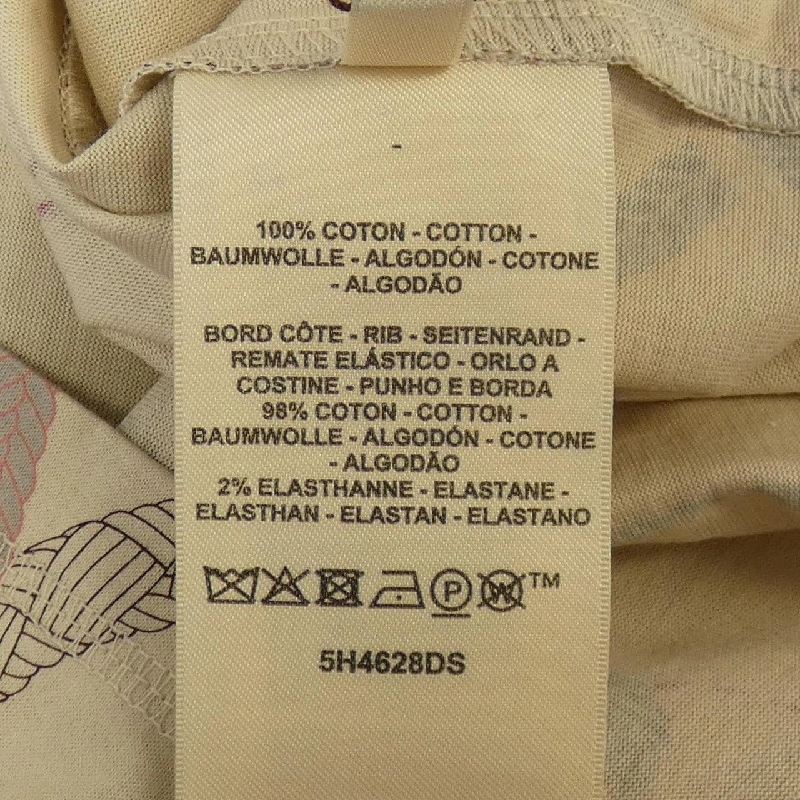 -
100% COTON - COTTON -
BAUMWOLLE - ALGODÓN - COTONE
- ALGODÃO
BORD CÔTE - RIB - SEITENRAND -
REMATE ELÁSTICO - ORLO A
COSTINE - PUNHO E BORDA
98% COTON - COTTON -
BAUMWOLLE - ALGODÓN - COTONE
- ALGODÃO
2% ELASTHANNE - ELASTANE -
ELASTHAN - ELASTAN - ELASTANO
P W™
5H4628DS